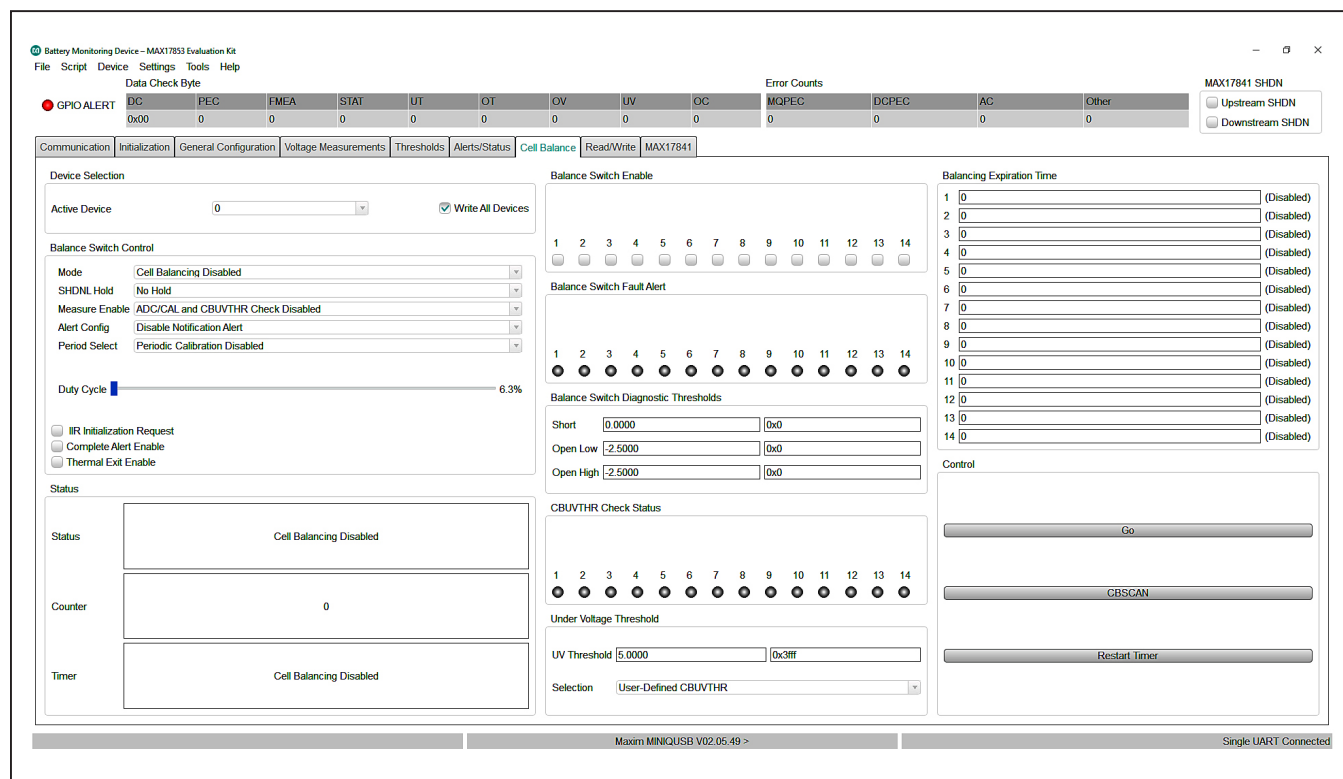 Battery Monitoring Device – MAX17853 Evaluation Kit
File Script Device Settings Tools Help
Data Check Byte
Error Counts
MAX17841 SHDN
GPIO ALERT
DC PEC FMEA STAT UT OT OV UV OC
0x00 0 0 0 0 0 0 0 0
MQPEC DCPEC AC Other
0 0 0 0
Upstream SHDN
Downstream SHDN
Communication Initialization General Configuration Voltage Measurements Thresholds Alerts/Status Cell Balance Read/Write MAX17841
Device Selection
Active Device 0 Write All Devices
Balance Switch Control
Mode Cell Balancing Disabled
SHDNL Hold No Hold
Measure Enable ADC/CAL and CBUVTHR Check Disabled
Alert Config Disable Notification Alert
Period Select Periodic Calibration Disabled
Duty Cycle 6.3%
IIR Initialization Request
Complete Alert Enable
Thermal Exit Enable
Status
Status Cell Balancing Disabled
Counter 0
Timer Cell Balancing Disabled
Balance Switch Enable
1 2 3 4 5 6 7 8 9 10 11 12 13 14
Balance Switch Fault Alert
1 2 3 4 5 6 7 8 9 10 11 12 13 14
Balance Switch Diagnostic Thresholds
Short 0.0000 0x0
Open Low -2.5000 0x0
Open High -2.5000 0x0
CBUVTHR Check Status
1 2 3 4 5 6 7 8 9 10 11 12 13 14
Under Voltage Threshold
UV Threshold 5.0000 0x3fff
Selection User-Defined CBUVTHR
Balancing Expiration Time
1 0 (Disabled)
2 0 (Disabled)
3 0 (Disabled)
4 0 (Disabled)
5 0 (Disabled)
6 0 (Disabled)
7 0 (Disabled)
8 0 (Disabled)
9 0 (Disabled)
10 0 (Disabled)
11 0 (Disabled)
12 0 (Disabled)
13 0 (Disabled)
14 0 (Disabled)
Control
Go
CBSCAN
Restart Timer
Maxim MINIQUSB V02.05.49 >
Single UART Connected